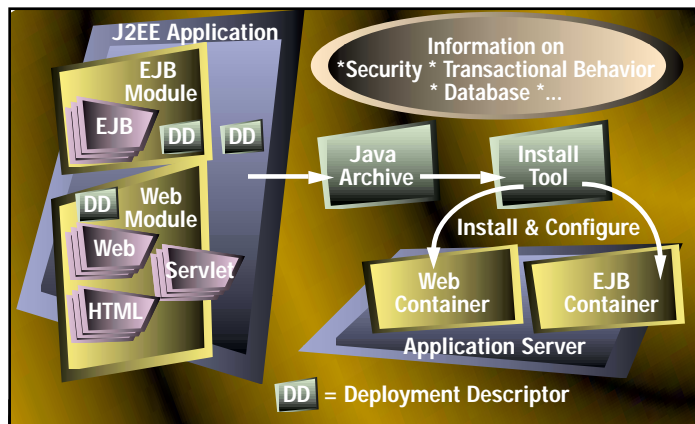 J2EE Application
EJB
Module
EJB
DD
DD
DD
Web
Module
Web
Servlet
HTML
Information on
*Security * Transactional Behavior
* Database *...
Java
Archive
Install
Tool
Install & Configure
Web
Container
EJB
Container
Application Server
DD = Deployment Descriptor